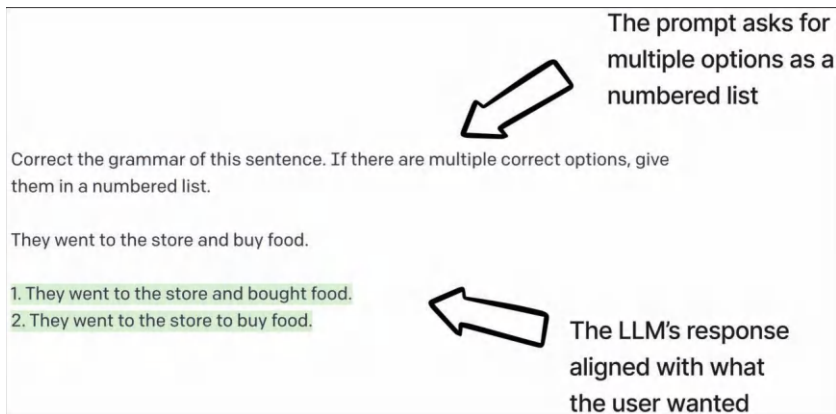 The prompt asks for
multiple options as a
numbered list
Correct the grammar of this sentence. If there are multiple correct options, give
them in a numbered list.
They went to the store and buy food.
1. They went to the store and bought food.
2. They went to the store to buy food.
The LLM's response
aligned with what
the user wanted